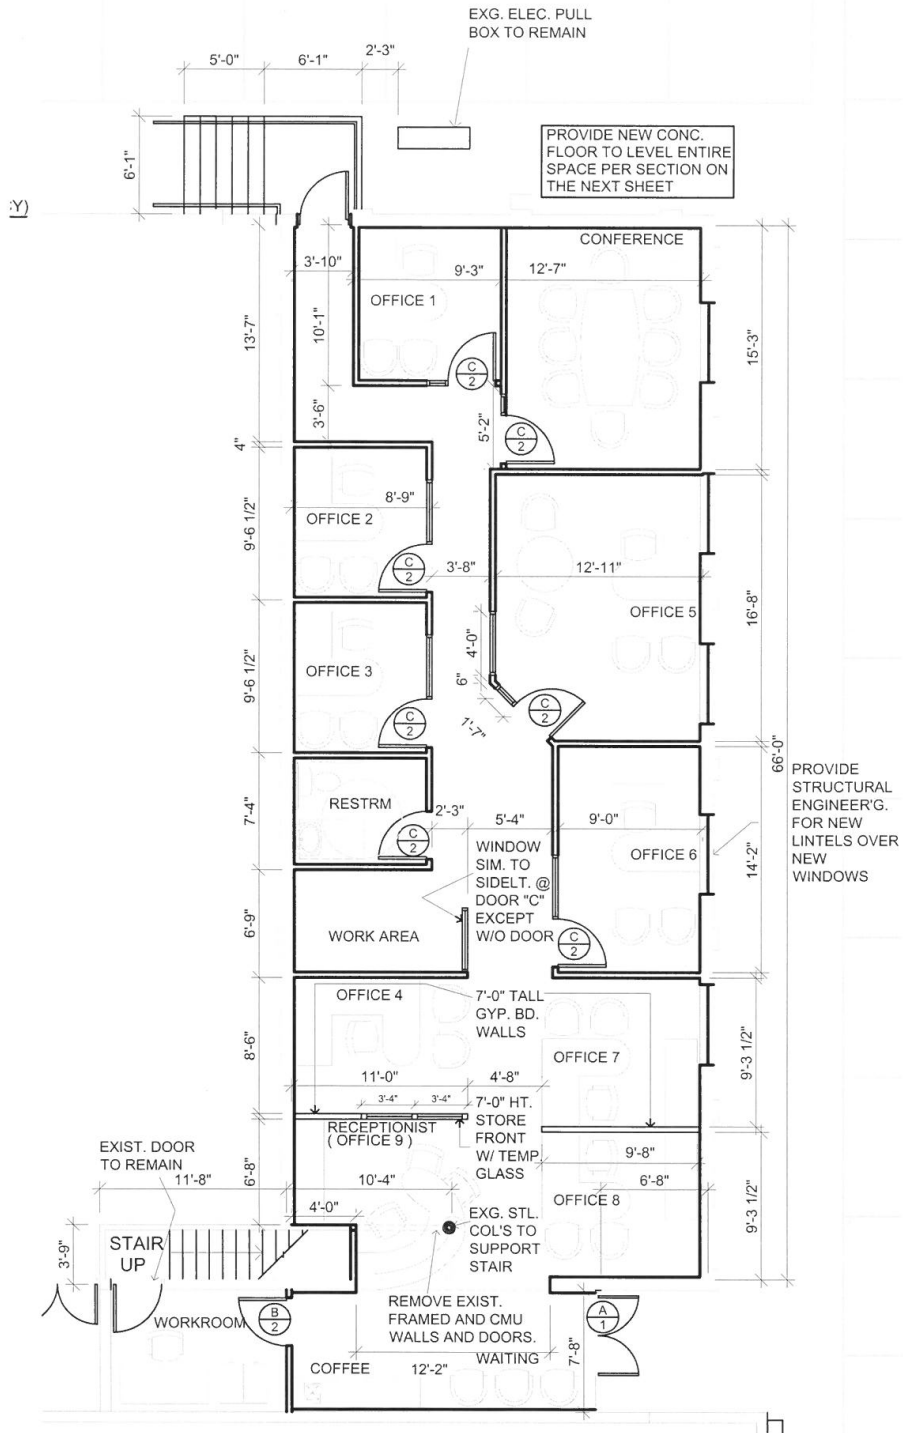 EXG. ELEC. PULL
BOX TO REMAIN
5'-0"
6'-1"
2'-3"
6'-1"
PROVIDE NEW CONC.
FLOOR TO LEVEL ENTIRE
SPACE PER SECTION ON
THE NEXT SHEET
Y)
CONFERENCE
3'-10"
9'-3"
12'-7"
OFFICE 1
13'-7"
10'-1"
15'-3"
C
2
3'-6"
5'-2"
C
2
4"
8'-9"
OFFICE 2
9'-6 1/2"
C
2
3'-8"
12'-11"
OFFICE 5
16'-8"
4'-0"
OFFICE 3
9'-6 1/2"
6"
C
2
C
2
1'-7"
66'-0"
PROVIDE
STRUCTURAL
ENGINEER'G.
FOR NEW
LINTELS OVER
NEW
WINDOWS
RESTRM
7'-4"
C
2
2'-3"
5'-4"
9'-0"
WINDOW
SIM. TO
SIDELT. @
DOOR "C"
EXCEPT
W/O DOOR
OFFICE 6
14'-2"
6'-9"
WORK AREA
C
2
OFFICE 4
7'-0" TALL
GYP. BD.
WALLS
8'-6"
OFFICE 7
9'-3 1/2"
11'-0"
4'-8"
3'-4"
3'-4"
7'-0" HT.
STORE
FRONT
W/ TEMP.
GLASS
RECEPTIONIST
( OFFICE 9 )
EXIST. DOOR
TO REMAIN
6'-8"
9'-8"
11'-8"
10'-4"
6'-8"
OFFICE 8
9'-3 1/2"
4'-0"
EXG. STL.
COL'S TO
SUPPORT
STAIR
3'-9"
STAIR
UP
REMOVE EXIST.
FRAMED AND CMU
WALLS AND DOORS.
WORKROOM
B
2
A
1
WAITING
7'-8"
COFFEE
12'-2"